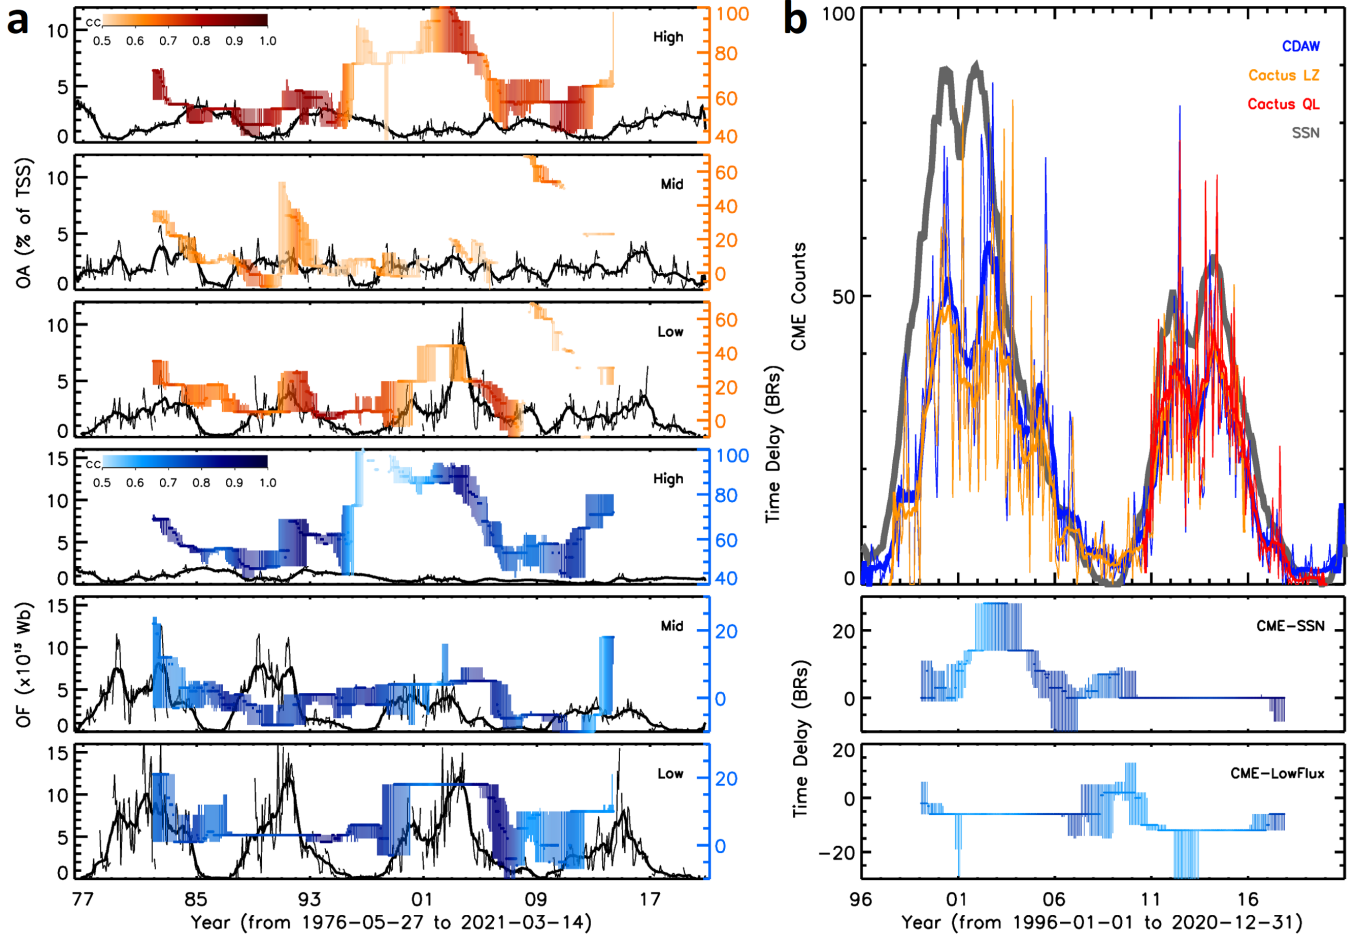 a
cc
0.5 0.6 0.7 0.8 0.9 1.0
High
10
5
0
100
80
60
40
Mid
10
5
0
60
40
20
0
OA (% of TSS)
Low
10
5
0
60
40
20
0
Time Delay (BRs)
cc
0.5 0.6 0.7 0.8 0.9 1.0
High
15
10
5
0
100
80
60
40
Mid
15
10
5
0
20
0
OF (x10¹³ Wb)
Low
15
10
5
0
20
0
77 85 93 01 09 17
Year (from 1976-05-27 to 2021-03-14)
b
100
50
0
CME Counts
96 01 06 11 16
CDAW
Cactus LZ
Cactus QL
SSN
CME-SSN
20
10
0
Time Delay (BRs)
CME-LowFlux
20
0
-20
96 01 06 11 16
Year (from 1996-01-01 to 2020-12-31)